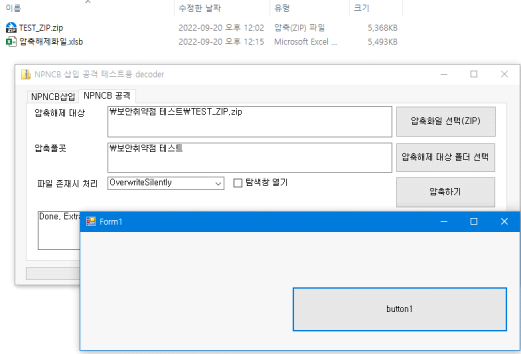 이름 수정한 날짜 유형 크기
TEST_ZIP.zip 2022-09-20 오후 12:02 압축(ZIP) 파일 5,368KB
압축해제화일.xlsb 2022-09-20 오후 12:15 Microsoft Excel ... 5,493KB
NPNCB 삽입 공격 테스트용 decoder
NPNCB삽입 NPNCB 공격
압축해제 대상 ₩보안취약점 테스트₩TEST_ZIP.zip 압축화일 선택(ZIP)
압축풀곳 ₩보안취약점 테스트 압축해제 대상 폴더 선택
파일 존재시 처리 OverwriteSilently 탐색창 열기 압축하기
Done, Extra
Form1
button1